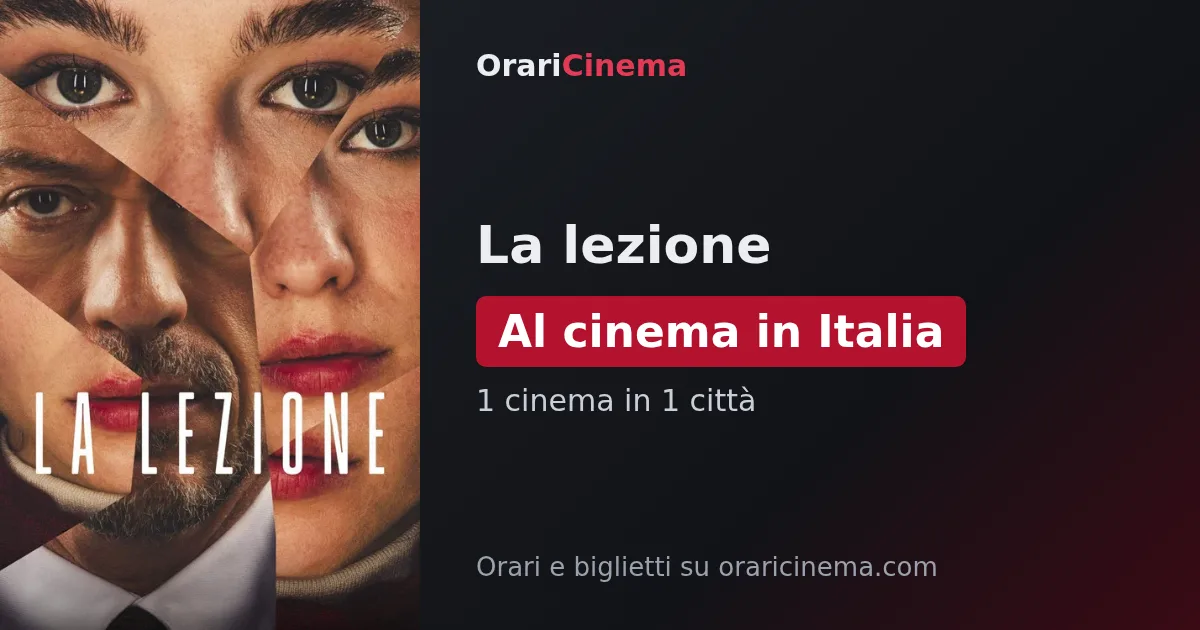 LA LEZIONE
OrariCinema
La lezione
Al cinema in Italia
1 cinema in 1 città
Orari e biglietti su oraricinema.com